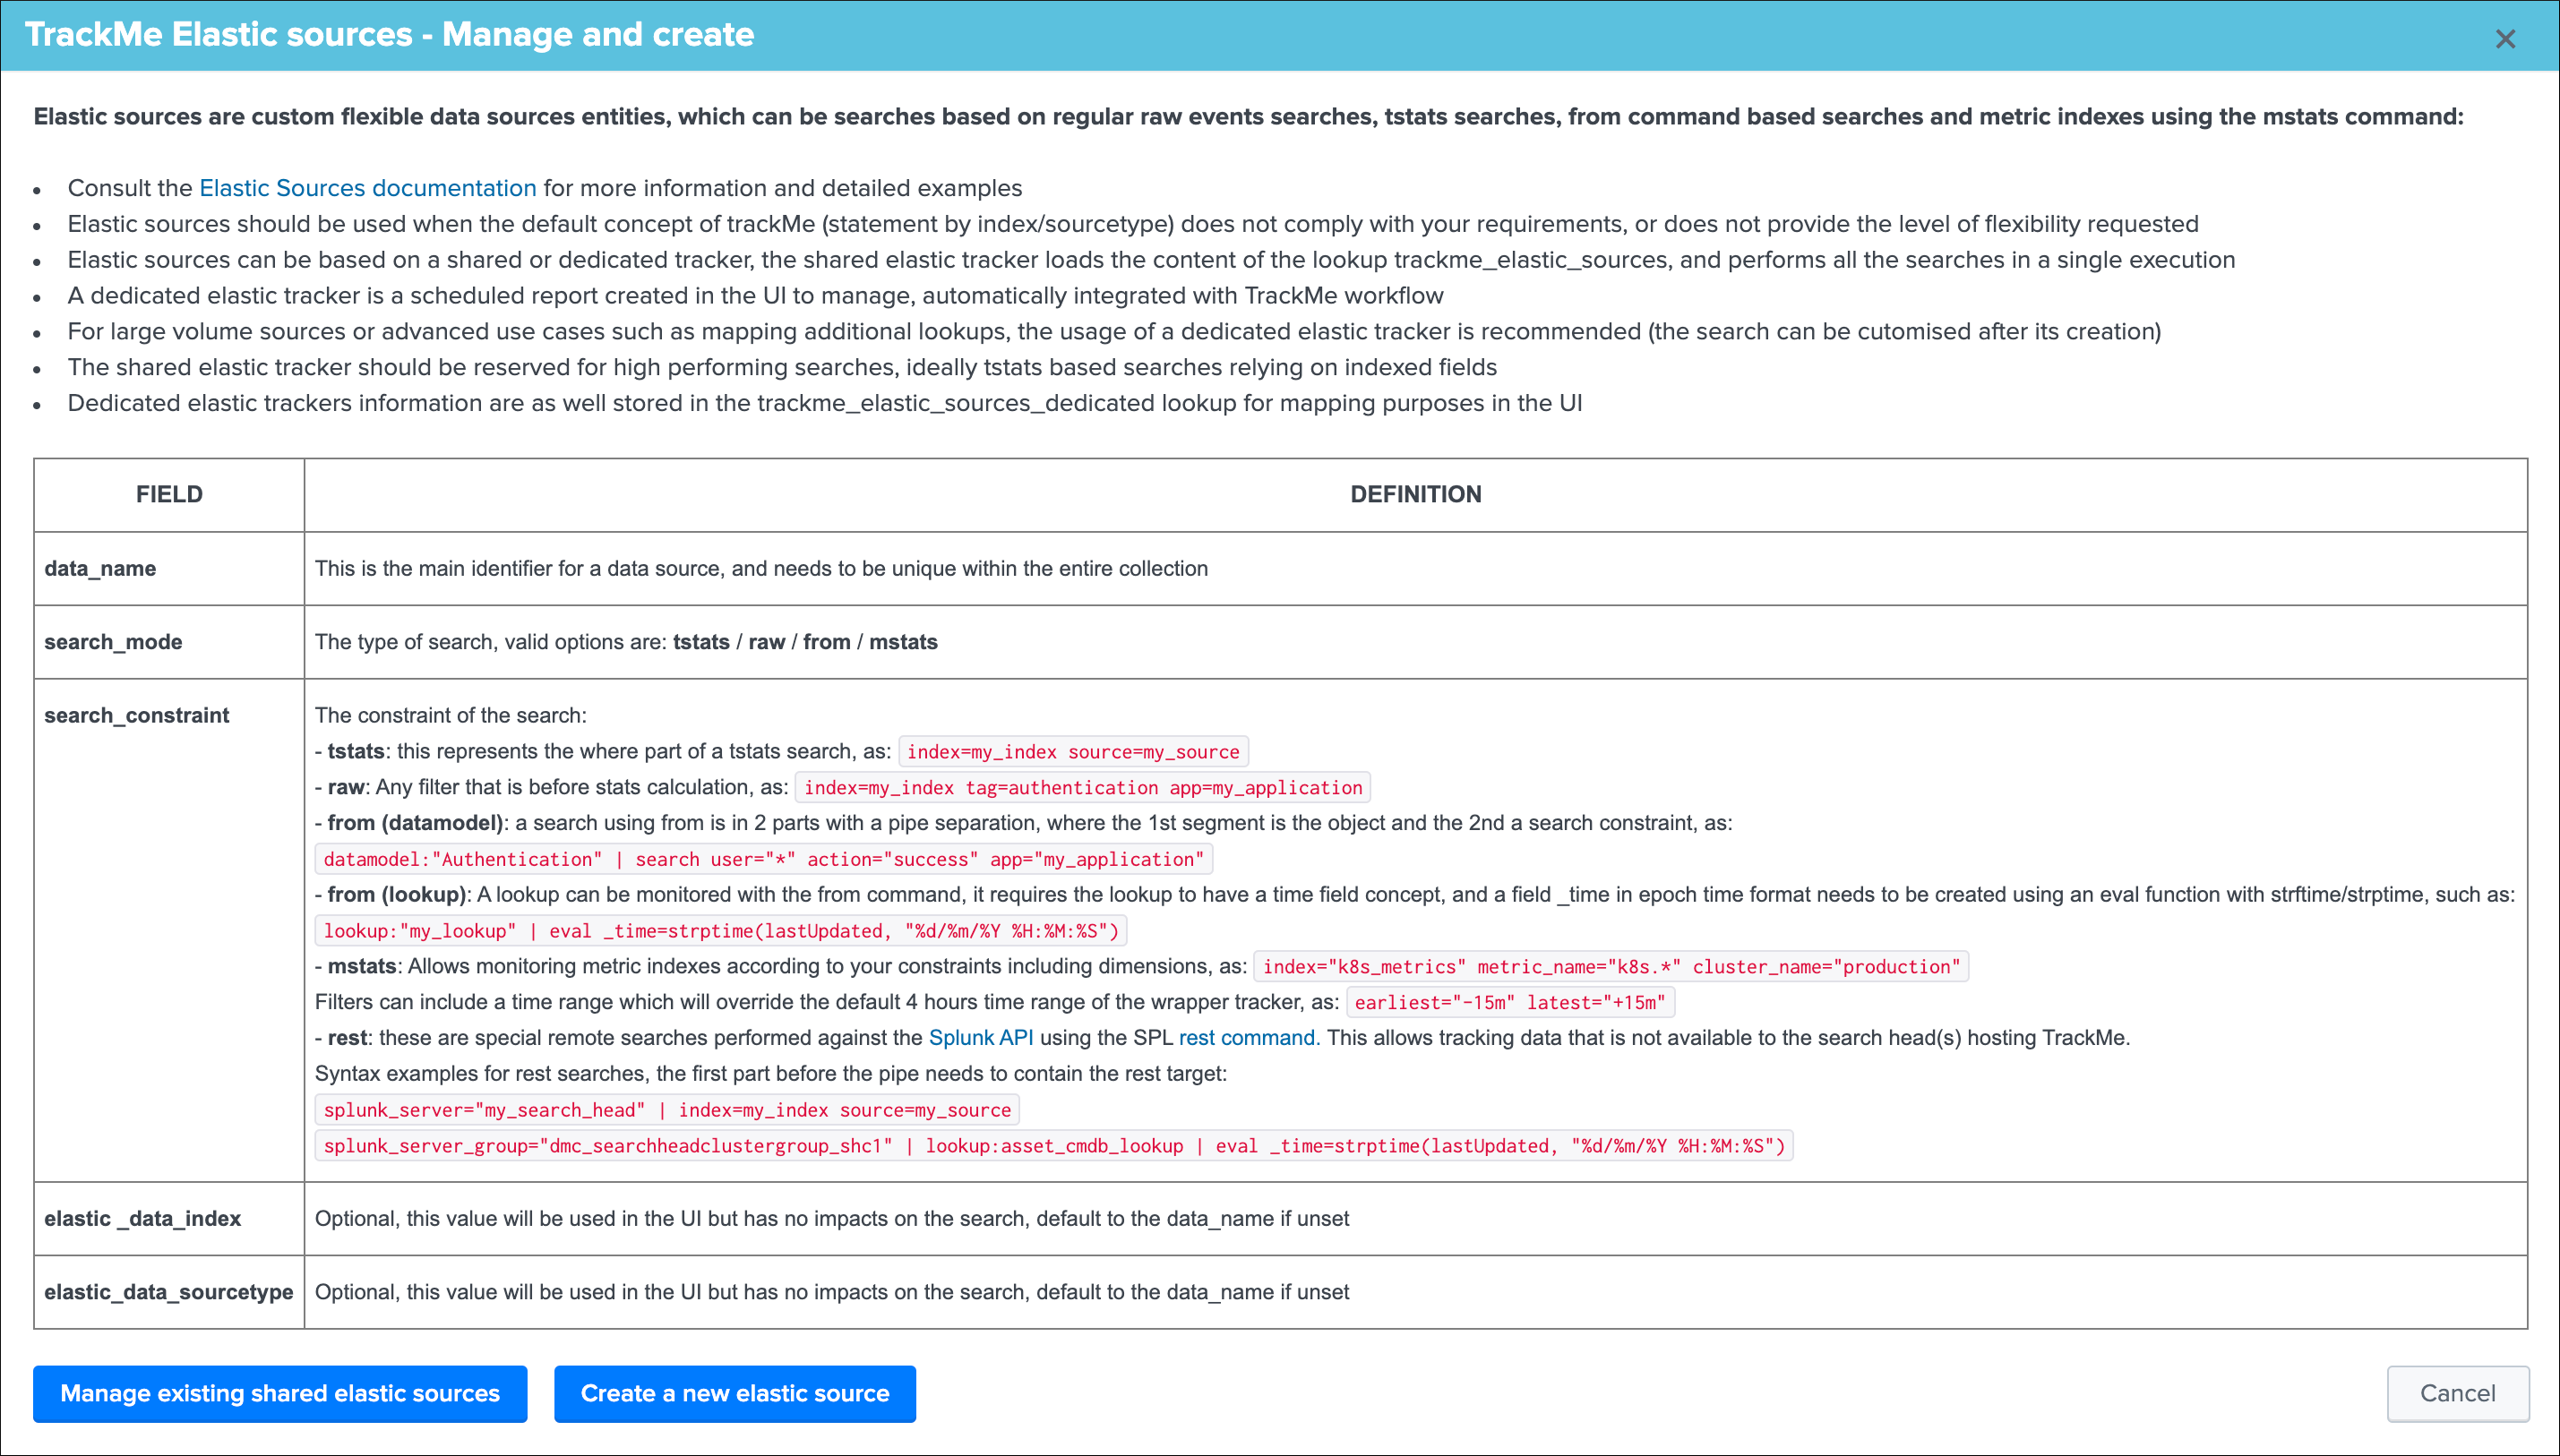 TrackMe Elastic sources - Manage and create
×
Elastic sources are custom flexible data sources entities, which can be searches based on regular raw events searches, tstats searches, from command based searches and metric indexes using the mstats command:
• Consult the Elastic Sources documentation for more information and detailed examples
• Elastic sources should be used when the default concept of trackMe (statement by index/sourcetype) does not comply with your requirements, or does not provide the level of flexibility requested
• Elastic sources can be based on a shared or dedicated tracker, the shared elastic tracker loads the content of the lookup trackme_elastic_sources, and performs all the searches in a single execution
• A dedicated elastic tracker is a scheduled report created in the UI to manage, automatically integrated with TrackMe workflow
• For large volume sources or advanced use cases such as mapping additional lookups, the usage of a dedicated elastic tracker is recommended (the search can be cutomised after its creation)
• The shared elastic tracker should be reserved for high performing searches, ideally tstats based searches relying on indexed fields
• Dedicated elastic trackers information are as well stored in the trackme_elastic_sources_dedicated lookup for mapping purposes in the UI
FIELD DEFINITION
data_name This is the main identifier for a data source, and needs to be unique within the entire collection
search_mode The type of search, valid options are: tstats / raw / from / mstats
search_constraint The constraint of the search:
- tstats: this represents the where part of a tstats search, as: index=my_index source=my_source
- raw: Any filter that is before stats calculation, as: index=my_index tag=authentication app=my_application
- from (datamodel): a search using from is in 2 parts with a pipe separation, where the 1st segment is the object and the 2nd a search constraint, as:
datamodel:"Authentication" | search user="*" action="success" app="my_application"
- from (lookup): A lookup can be monitored with the from command, it requires the lookup to have a time field concept, and a field _time in epoch time format needs to be created using an eval function with strftime/strptime, such as:
lookup:"my_lookup" | eval _time=strptime(lastUpdated, "%d/%m/%Y %H:%M:%S")
- mstats: Allows monitoring metric indexes according to your constraints including dimensions, as: index="k8s_metrics" metric_name="k8s.*" cluster_name="production"
Filters can include a time range which will override the default 4 hours time range of the wrapper tracker, as: earliest="-15m" latest="+15m"
- rest: these are special remote searches performed against the Splunk API using the SPL rest command. This allows tracking data that is not available to the search head(s) hosting TrackMe.
Syntax examples for rest searches, the first part before the pipe needs to contain the rest target:
splunk_server="my_search_head" | index=my_index source=my_source
splunk_server_group="dmc_searchheadclustergroup_shc1" | lookup:asset_cmdb_lookup | eval _time=strptime(lastUpdated, "%d/%m/%Y %H:%M:%S")
elastic _data_index Optional, this value will be used in the UI but has no impacts on the search, default to the data_name if unset
elastic_data_sourcetype Optional, this value will be used in the UI but has no impacts on the search, default to the data_name if unset
Manage existing shared elastic sources Create a new elastic source Cancel